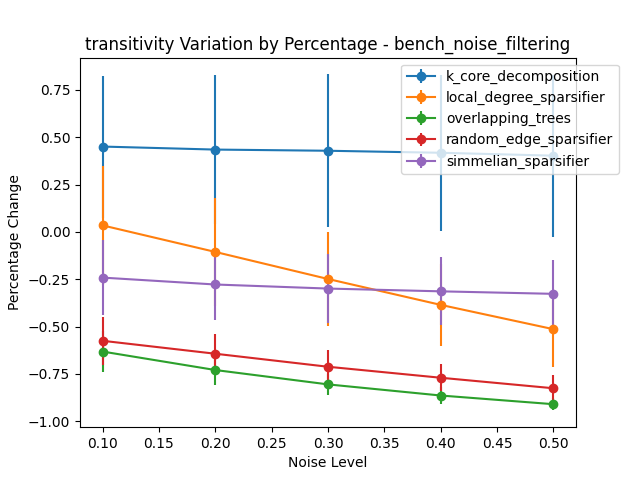 transitivity Variation by Percentage - bench_noise_filtering
k_core_decomposition
local_degree_sparsifier
overlapping_trees
random_edge_sparsifier
simmelian_sparsifier
Percentage Change
0.75
0.50
0.25
0.00
−0.25
−0.50
−0.75
−1.00
0.10 0.15 0.20 0.25 0.30 0.35 0.40 0.45 0.50
Noise Level